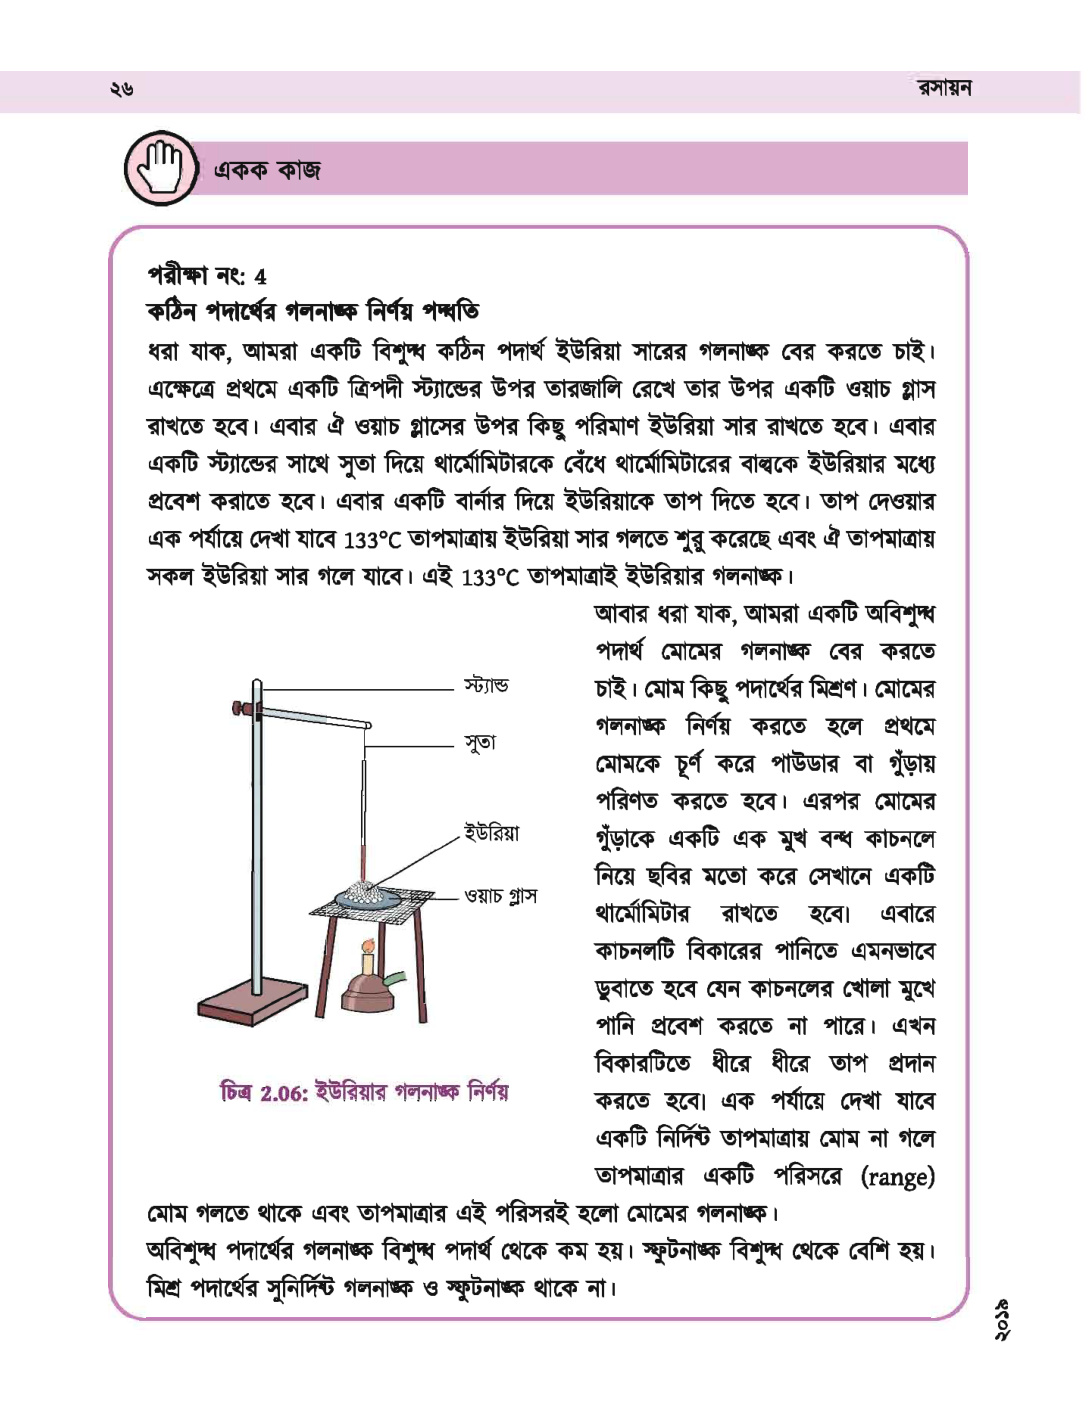 ২৬
রসায়ন
একক কাজ
পরীক্ষা নং: 4
কঠিন পদার্থের গলনাঙ্ক নির্ণয় পদ্ধতি
ধরা যাক, আমরা একটি বিশুদ্ধ কঠিন পদার্থ ইউরিয়া সারের গলনাঙ্ক বের করতে চাই।
এক্ষেত্রে প্রথমে একটি ত্রিপদী স্ট্যান্ডের উপর তারজালি রেখে তার উপর একটি ওয়াচ গ্লাস
রাখতে হবে। এবার ঐ ওয়াচ গ্লাসের উপর কিছু পরিমাণ ইউরিয়া সার রাখতে হবে। এবার
একটি স্ট্যান্ডের সাথে সুতা দিয়ে থার্মোমিটারকে বেঁধে থার্মোমিটারের বাল্বকে ইউরিয়ার মধ্যে
প্রবেশ করাতে হবে। এবার একটি বার্নার দিয়ে ইউরিয়াকে তাপ দিতে হবে। তাপ দেওয়ার
এক পর্যায়ে দেখা যাবে 133°C তাপমাত্রায় ইউরিয়া সার গলতে শুরু করেছে এবং ঐ তাপমাত্রায়
সকল ইউরিয়া সার গলে যাবে। এই 133°C তাপমাত্রাই ইউরিয়ার গলনাঙ্ক।
স্ট্যান্ড
সুতা
ইউরিয়া
ওয়াচ গ্লাস
চিত্র 2.06: ইউরিয়ার গলনাঙ্ক নির্ণয়
আবার ধরা যাক, আমরা একটি অবিশুদ্ধ
পদার্থ মোমের গলনাঙ্ক বের করতে
চাই। মোম কিছু পদার্থের মিশ্রণ। মোমের
গলনাঙ্ক নির্ণয় করতে হলে প্রথমে
মোমকে চূর্ণ করে পাউডার বা গুঁড়ায়
পরিণত করতে হবে। এরপর মোমের
গুঁড়াকে একটি এক মুখ বন্ধ কাচনলে
নিয়ে ছবির মতো করে সেখানে একটি
থার্মোমিটার রাখতে হবে। এবারে
কাচনলটি বিকারের পানিতে এমনভাবে
ডুবাতে হবে যেন কাচনলের খোলা মুখে
পানি প্রবেশ করতে না পারে। এখন
বিকারটিতে ধীরে ধীরে তাপ প্রদান
করতে হবে। এক পর্যায়ে দেখা যাবে
একটি নির্দিষ্ট তাপমাত্রায় মোম না গলে
তাপমাত্রার একটি পরিসরে (range)
মোম গলতে থাকে এবং তাপমাত্রার এই পরিসরই হলো মোমের গলনাঙ্ক।
অবিশুদ্ধ পদার্থের গলনাঙ্ক বিশুদ্ধ পদার্থ থেকে কম হয়। স্ফুটনাঙ্ক বিশুদ্ধ থেকে বেশি হয়।
মিশ্র পদার্থের সুনির্দিষ্ট গলনাঙ্ক ও স্ফুটনাঙ্ক থাকে না।
২০১৯